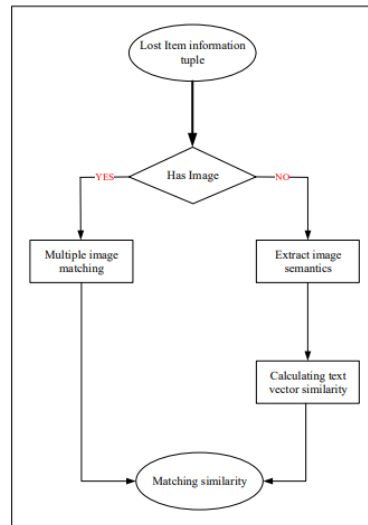 Lost Item information
tuple
Has Image
YES
NO
Multiple image
matching
Extract image
semantics
Calculating text
vector similarity
Matching similarity